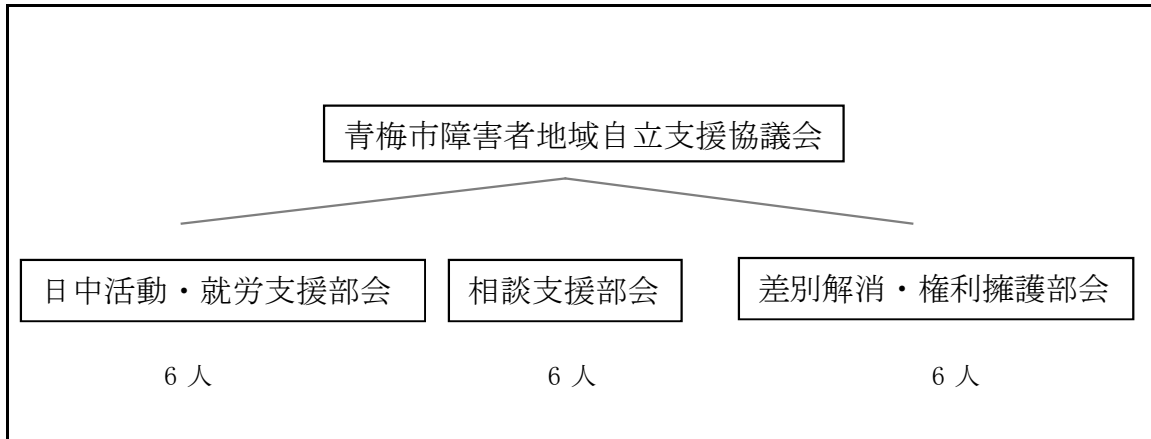 青梅市障害者地域自立支援協議会
日中活動・就労支援部会
相談支援部会
差別解消・権利擁護部会
6 人
6 人
6 人